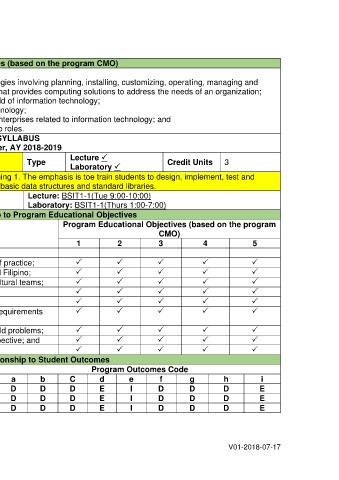 es (based on the program CMO)
gies involving planning, installing, customizing, operating, managing and
hat provides computing solutions to address the needs of an organization;
ld of information technology;
nology;
nterprises related to information technology; and
o roles.
SYLLABUS
er, AY 2018-2019
Type Lecture ✓ Laboratory ✓ Credit Units 3
ing 1. The emphasis is toe train students to design, implement, test and
basic data structures and standard libraries.
Lecture: BSIT1-1(Tue 9:00-10:00)
Laboratory: BSIT1-1(Thurs 1:00-7:00)
p to Program Educational Objectives
Program Educational Objectives (based on the program
CMO)
1 2 3 4 5
f practice; ✓ ✓ ✓ ✓ ✓
d Filipino; ✓ ✓ ✓ ✓ ✓
ltural teams; ✓ ✓ ✓ ✓ ✓
✓ ✓ ✓ ✓ ✓
✓ ✓ ✓ ✓ ✓
equirements ✓ ✓ ✓ ✓ ✓
ld problems; ✓ ✓ ✓ ✓ ✓
pective; and ✓ ✓ ✓ ✓ ✓
✓ ✓ ✓ ✓ ✓
onship to Student Outcomes
Program Outcomes Code
a b C d e f g h i
D D D E I D D D E
D D D E I D D D E
D D D E I D D D E
V01-2018-07-17